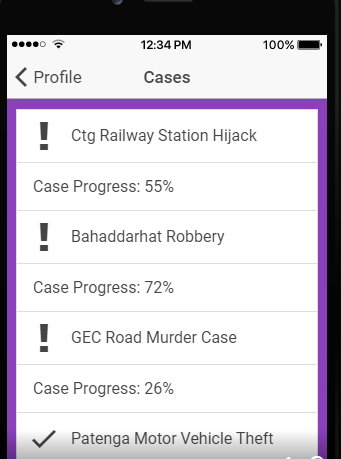 12:34 PM 100%
Profile Cases
Ctg Railway Station Hijack
Case Progress: 55%
Bahaddarhat Robbery
Case Progress: 72%
GEC Road Murder Case
Case Progress: 26%
Patenga Motor Vehicle Theft